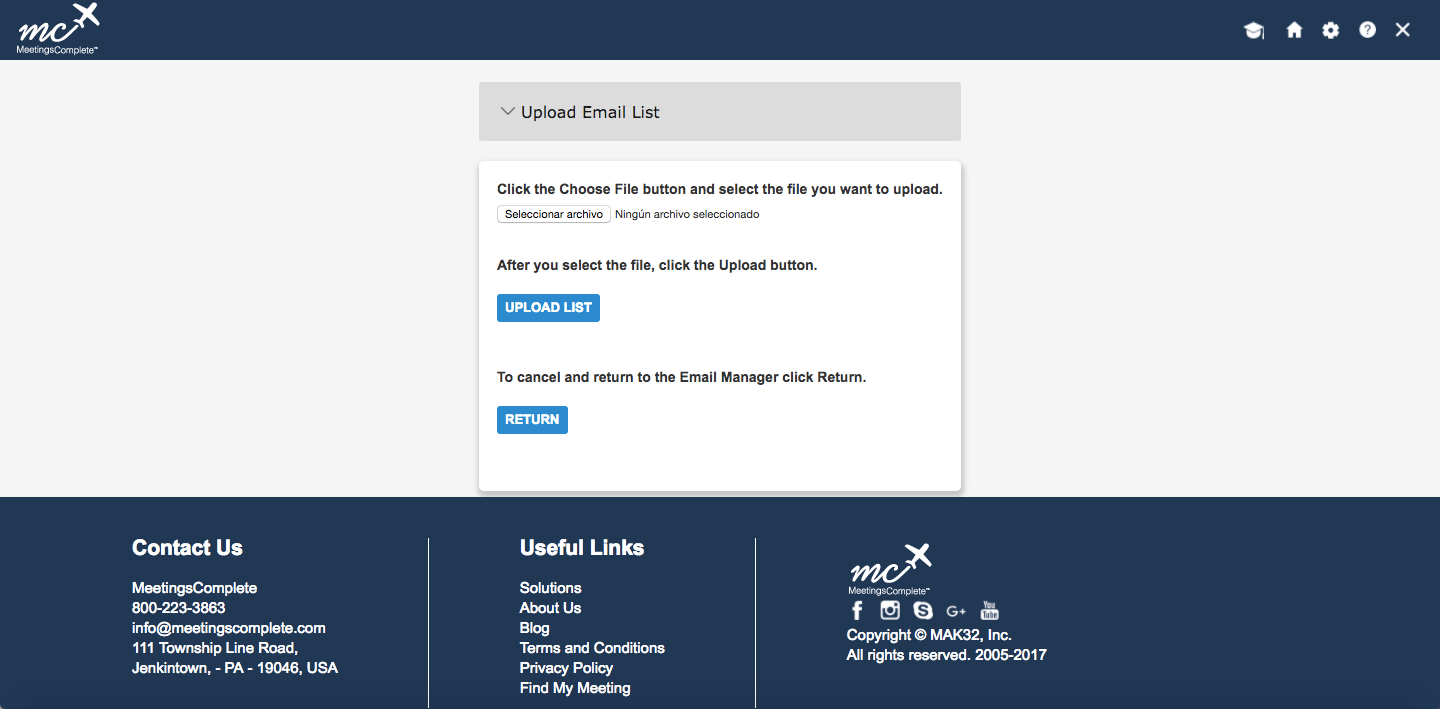 mc
MeetingsComplete™
Upload Email List
Click the Choose File button and select the file you want to upload.
Seleccionar archivo Ningún archivo seleccionado
After you select the file, click the Upload button.
UPLOAD LIST
To cancel and return to the Email Manager click Return.
RETURN
Contact Us
MeetingsComplete
800-223-3863
info@meetingscomplete.com
111 Township Line Road,
Jenkintown, - PA - 19046, USA
Useful Links
Solutions
About Us
Blog
Terms and Conditions
Privacy Policy
Find My Meeting
mc
MeetingsComplete™
f S G+ You Tube
Copyright © MAK32, Inc.
All rights reserved. 2005-2017